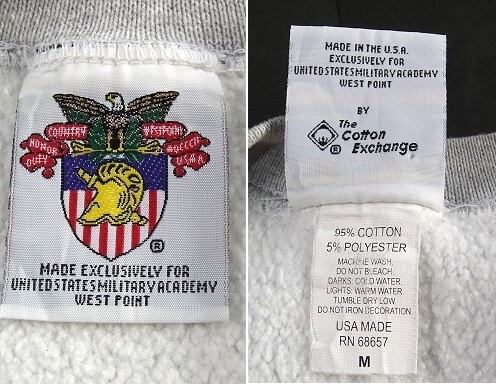 COUNTRY
HONOR
DUTY
WEST POINT
MDCCCII
USMA
®
MADE EXCLUSIVELY FOR
UNITED STATES MILITARY ACADEMY
WEST POINT
MADE IN THE U.S.A.
EXCLUSIVELY FOR
UNITED STATES MILITARY ACADEMY
WEST POINT
BY
The
Cotton
® Exchange
95% COTTON
5% POLYESTER
MACHINE WASH.
DO NOT BLEACH.
DARKS: COLD WATER.
LIGHTS: WARM WATER.
TUMBLE DRY LOW
DO NOT IRON DECORATION
USA MADE
RN 68657
M